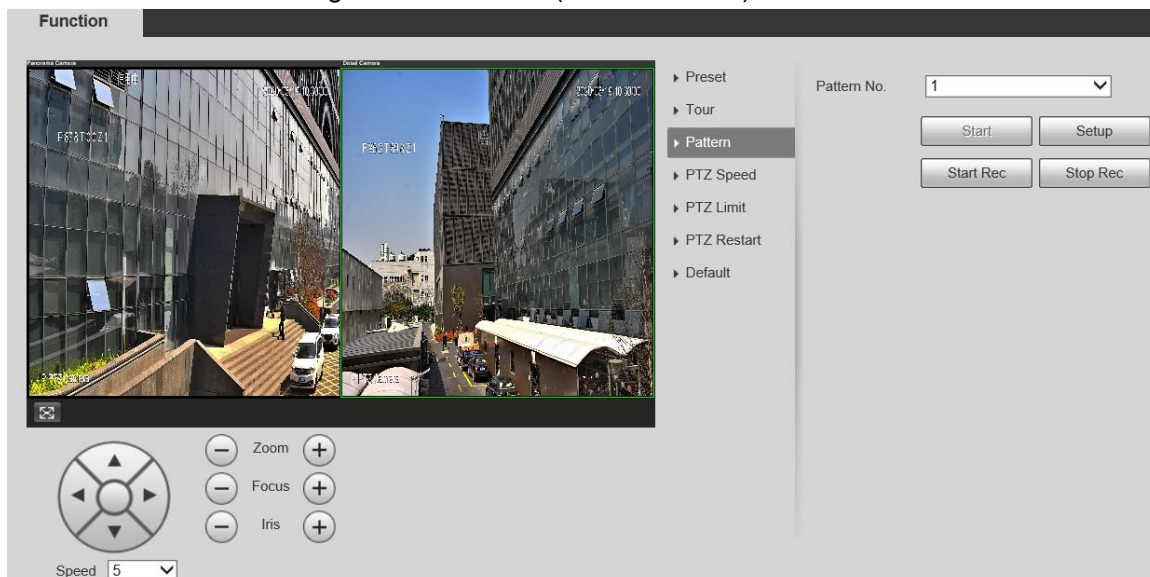 Function
Panorama Camera
Detail Camera
Preset
Tour
Pattern
PTZ Speed
PTZ Limit
PTZ Restart
Default
Pattern No.
1
Start
Setup
Start Rec
Stop Rec
Zoom
Focus
Iris
Speed
5